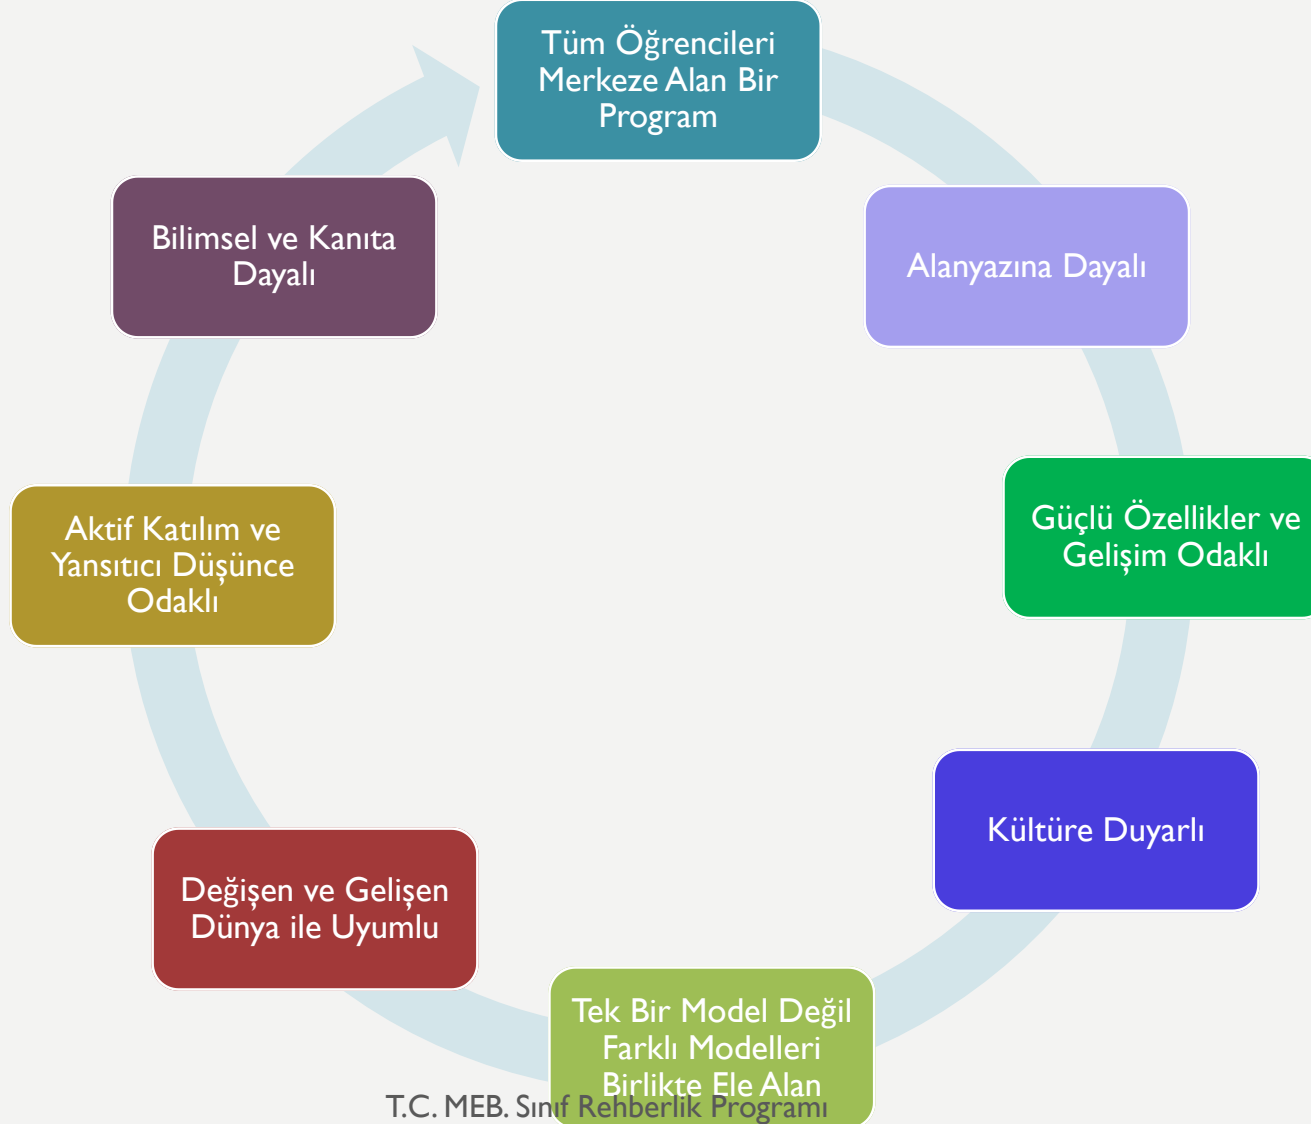 Tüm Öğrencileri
Merkeze Alan Bir
Program
Alanyazına Dayalı
Güçlü Özellikler ve
Gelişim Odaklı
Kültüre Duyarlı
Tek Bir Model Değil
Farklı Modelleri
Birlikte Ele Alan
Değişen ve Gelişen
Dünya ile Uyumlu
Aktif Katılım ve
Yansıtıcı Düşünce
Odaklı
Bilimsel ve Kanıta
Dayalı
T.C. MEB. Sınıf Rehberlik Programı